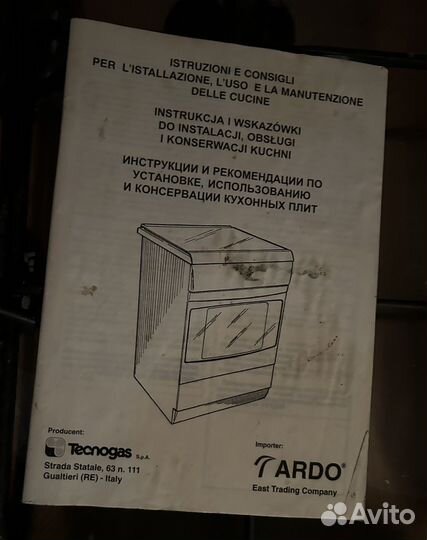 ISTRUZIONI E CONSIGLI
PER L'ISTALLAZIONE, L'USO E LA MANUTENZIONE
DELLE CUCINE
INSTRUKCJA I WSKAZÓWKI
DO INSTALACJI, OBSŁUGI
I KONSERWACJI KUCHNI
ИНСТРУКЦИИ И РЕКОМЕНДАЦИИ ПО
УСТАНОВКЕ, ИСПОЛЬЗОВАНИЮ
И КОНСЕРВАЦИИ КУХОННЫХ ПЛИТ
Producent:
Tecnogas S.p.A.
Strada Statale, 63 n. 111
Gualtieri (RE) - Italy
Importer:
ARDO®
East Trading Company
Avito